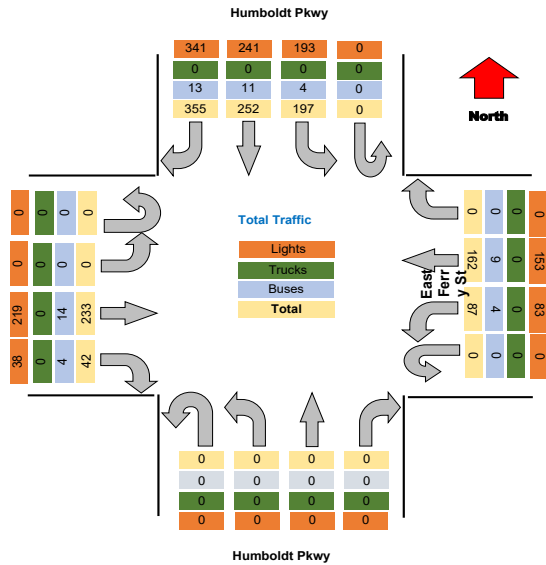 Humboldt Pkwy
341 241 193 0
0 0 0 0
13 11 4 0
355 252 197 0
North
0 0 0 0
0 0 0 0
219 0 14 233
38 0 4 42
Total Traffic
Lights
Trucks
Buses
Total
East
Ferr
y St
0 0 0 0
162 9 0 153
87 4 0 83
0 0 0 0
0 0 0 0
0 0 0 0
0 0 0 0
0 0 0 0
Humboldt Pkwy